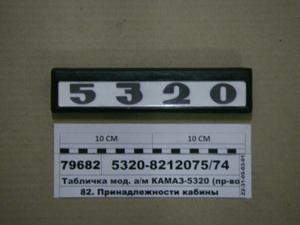 5320
10 CM 10 CM
79682 5320-8212075/74
Табличка мод. а/м КАМАЗ-5320 (пр-во
82. Принадлежности кабины